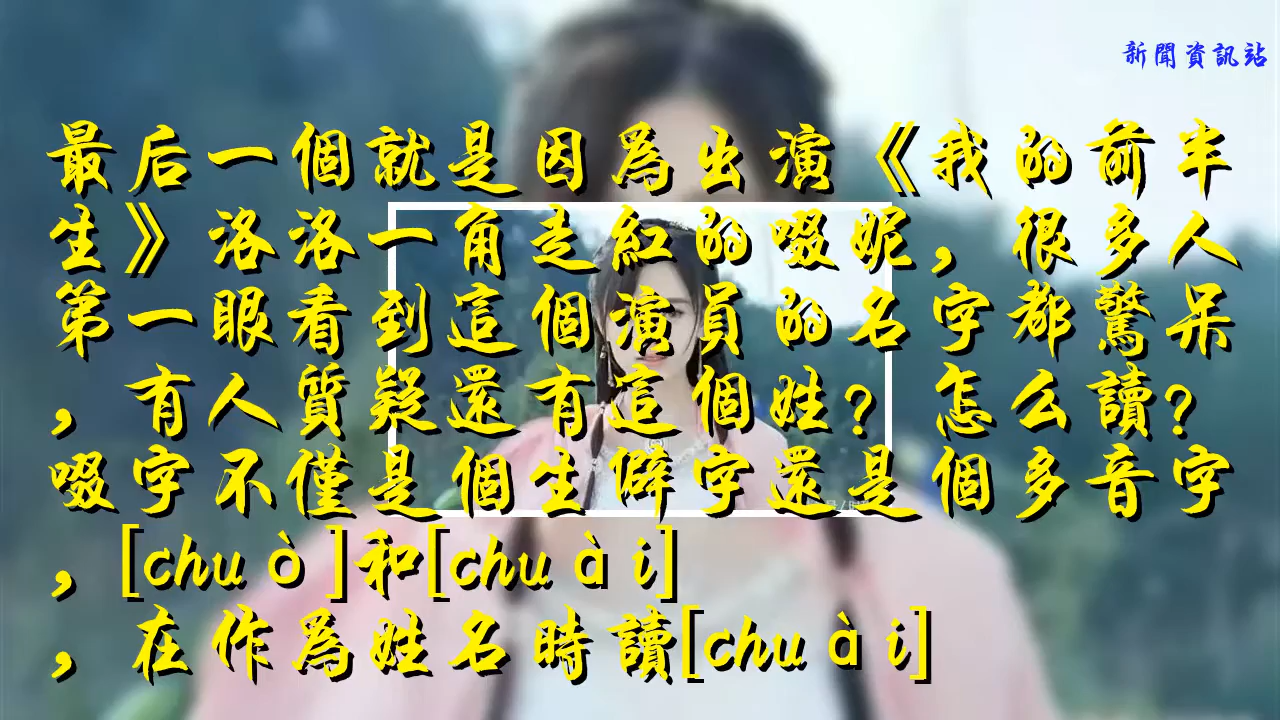 新聞資訊站
最后一個就是因為出演《我的前半
生》洛洛一角走紅的啜妮，很多人
第一眼看到這個演員的名字都驚呆
，有人質疑還有這個姓？怎么讀？
啜字不僅是個生僻字還是個多音字
，[chuò]和[chuài]
，在作為姓名時讀[chuài]